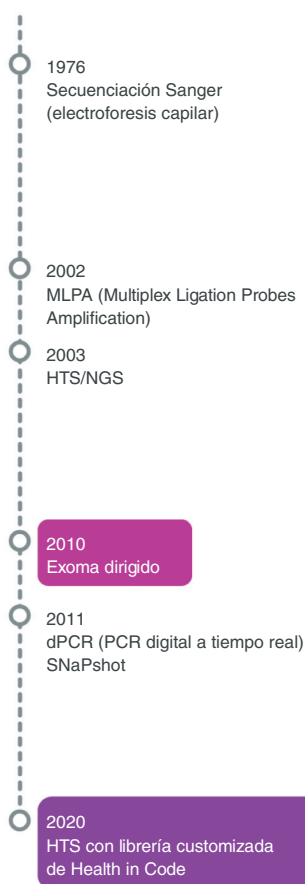 1976
Secuenciación Sanger
(electroforesis capilar)
2002
MLPA (Multiplex Ligation Probes
Amplification)
2003
HTS/NGS
2010
Exoma dirigido
2011
dPCR (PCR digital a tiempo real)
SNaPshot
2020
HTS con librería customizada
de Health in Code